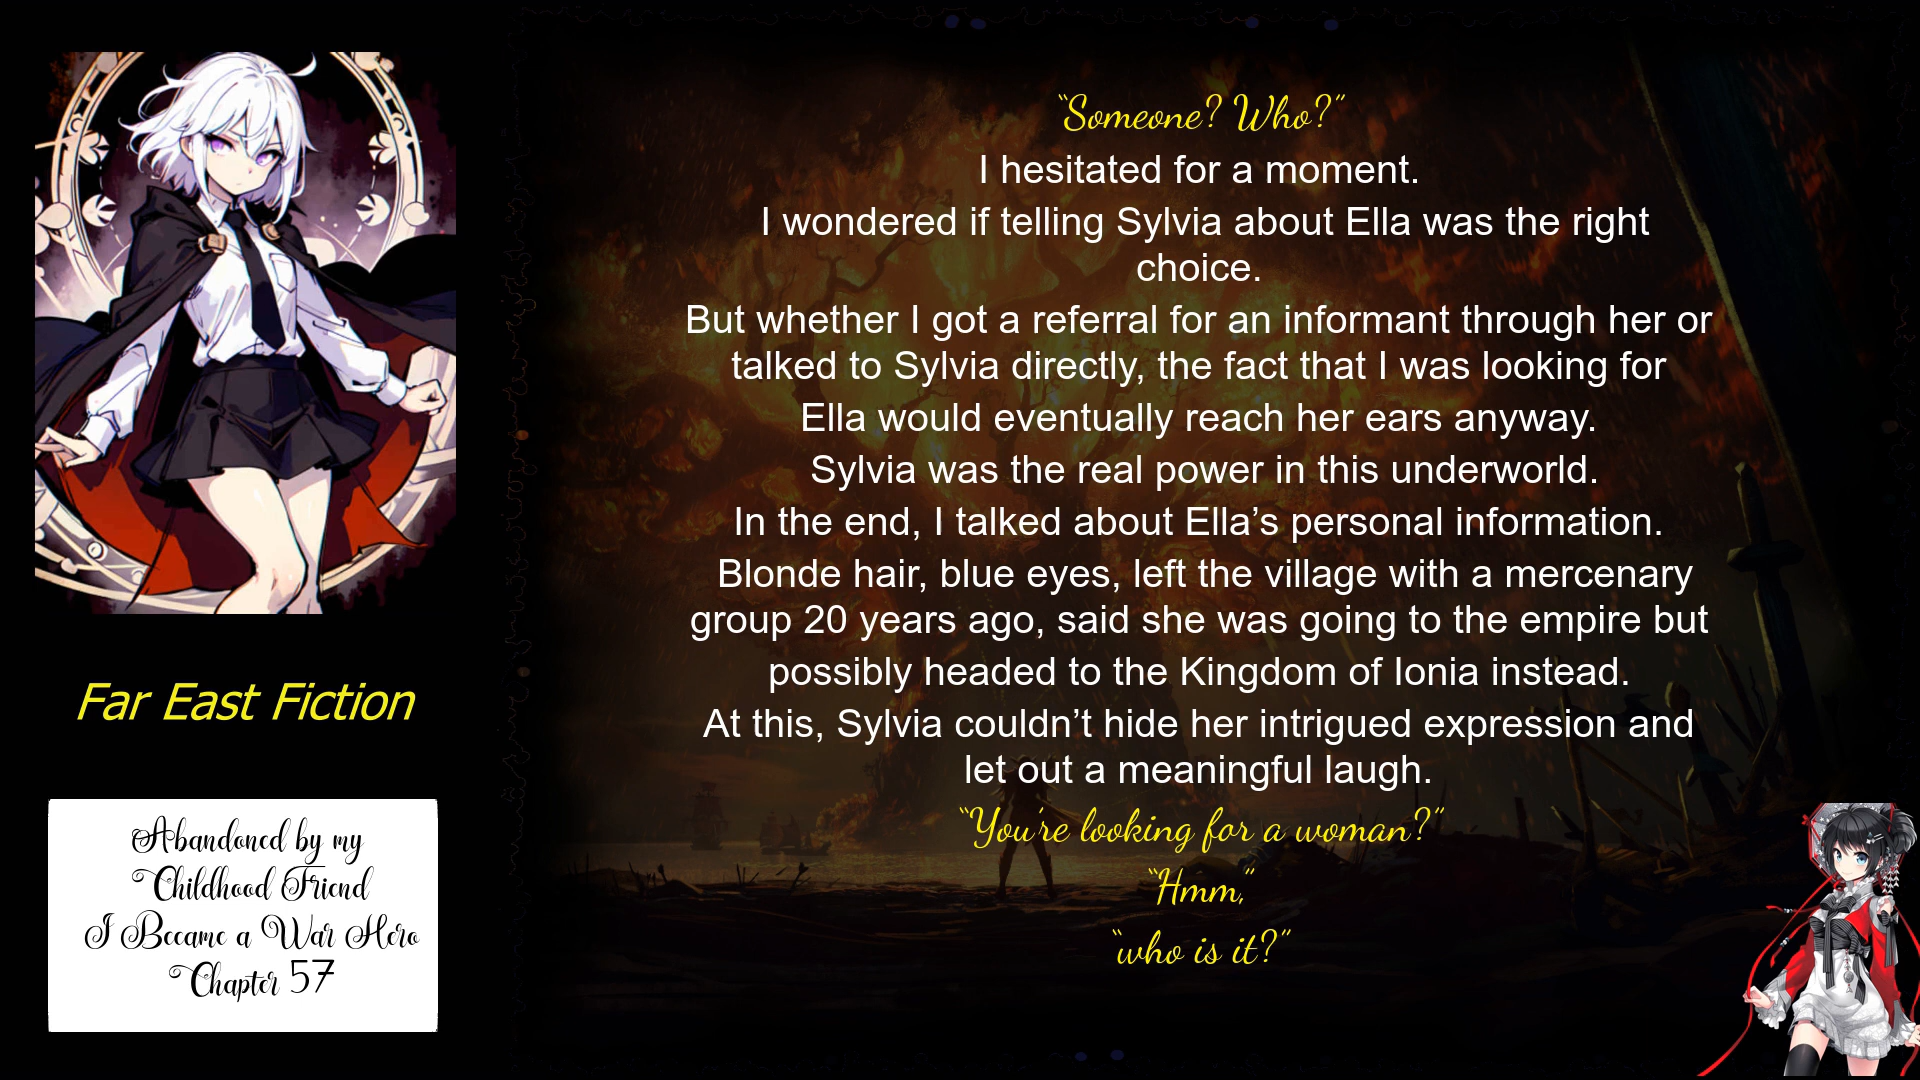 “Someone? Who?”
I hesitated for a moment.
I wondered if telling Sylvia about Ella was the right
choice.
But whether I got a referral for an informant through her or
talked to Sylvia directly, the fact that I was looking for
Ella would eventually reach her ears anyway.
Sylvia was the real power in this underworld.
In the end, I talked about Ella’s personal information.
Blonde hair, blue eyes, left the village with a mercenary
group 20 years ago, said she was going to the empire but
possibly headed to the Kingdom of Ionia instead.
At this, Sylvia couldn’t hide her intrigued expression and
let out a meaningful laugh.
“You’re looking for a woman?”
“Hmm,”
“who is it?”
Far East Fiction
Abandoned by my
Childhood Friend
I Became a War Hero
Chapter 57